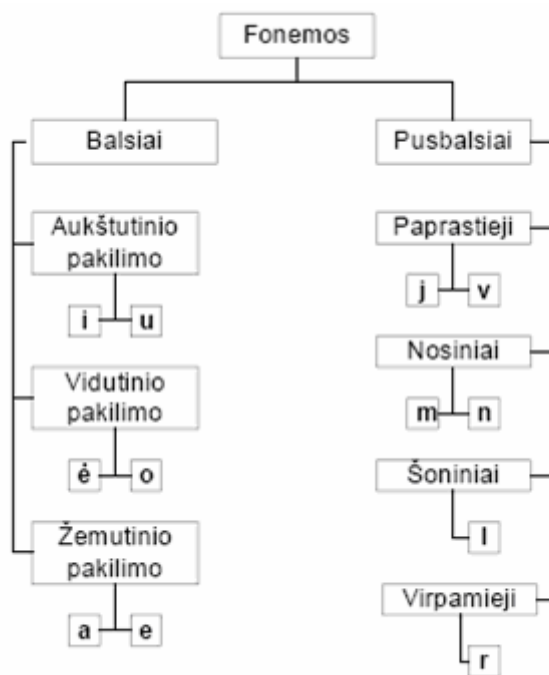 Fonemos
Balsiai
Pusbalsiai
Aukštutinio
pakilimo
i
u
Vidutinio
pakilimo
ė
o
Žemutinio
pakilimo
a
e
Paprastieji
j
v
Nosiniai
m
n
Šoniniai
l
Virpamieji
r